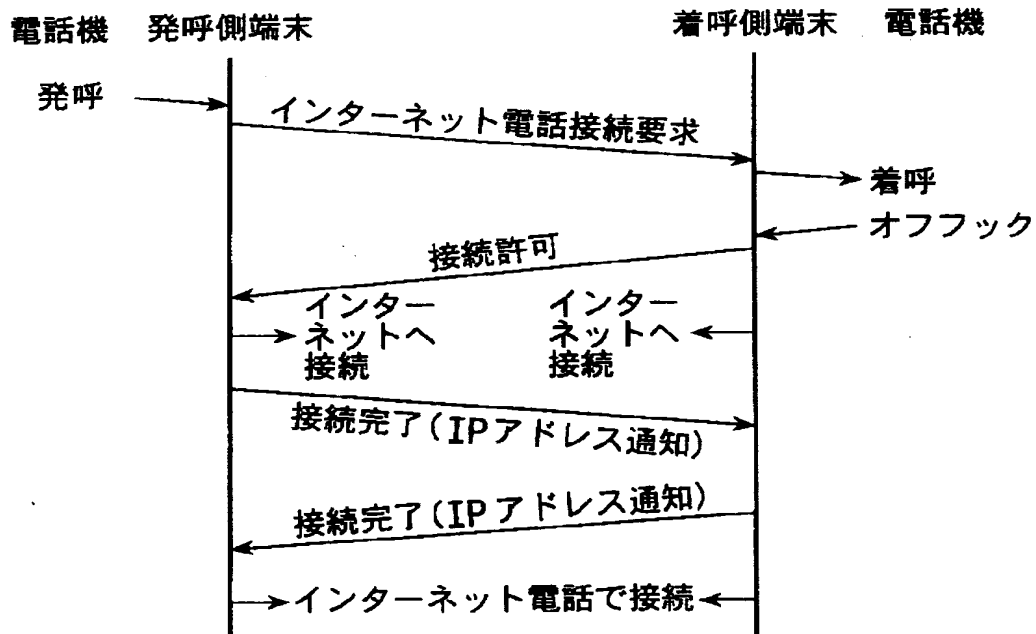 電話機 発呼側端末 着呼側端末 電話機
発呼
インターネット電話接続要求
着呼
オフフック
接続許可
インター
ネットへ
接続
インター
ネットへ
接続
接続完了(IPアドレス通知)
接続完了(IPアドレス通知)
インターネット電話で接続